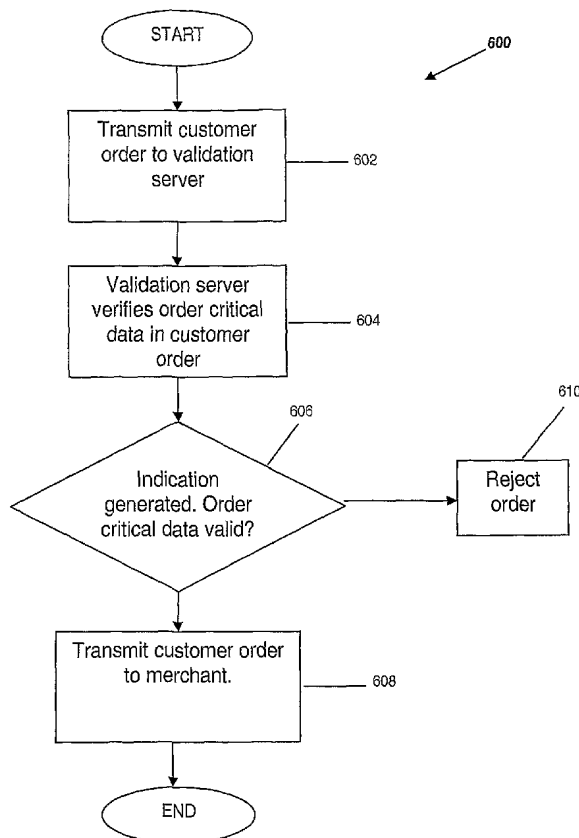 START
600
Transmit customer
order to validation
server
602
Validation server
verifies order critical
data in customer
order
604
606
610
Indication
generated. Order
critical data valid?
Reject
order
Transmit customer order
to merchant.
608
END